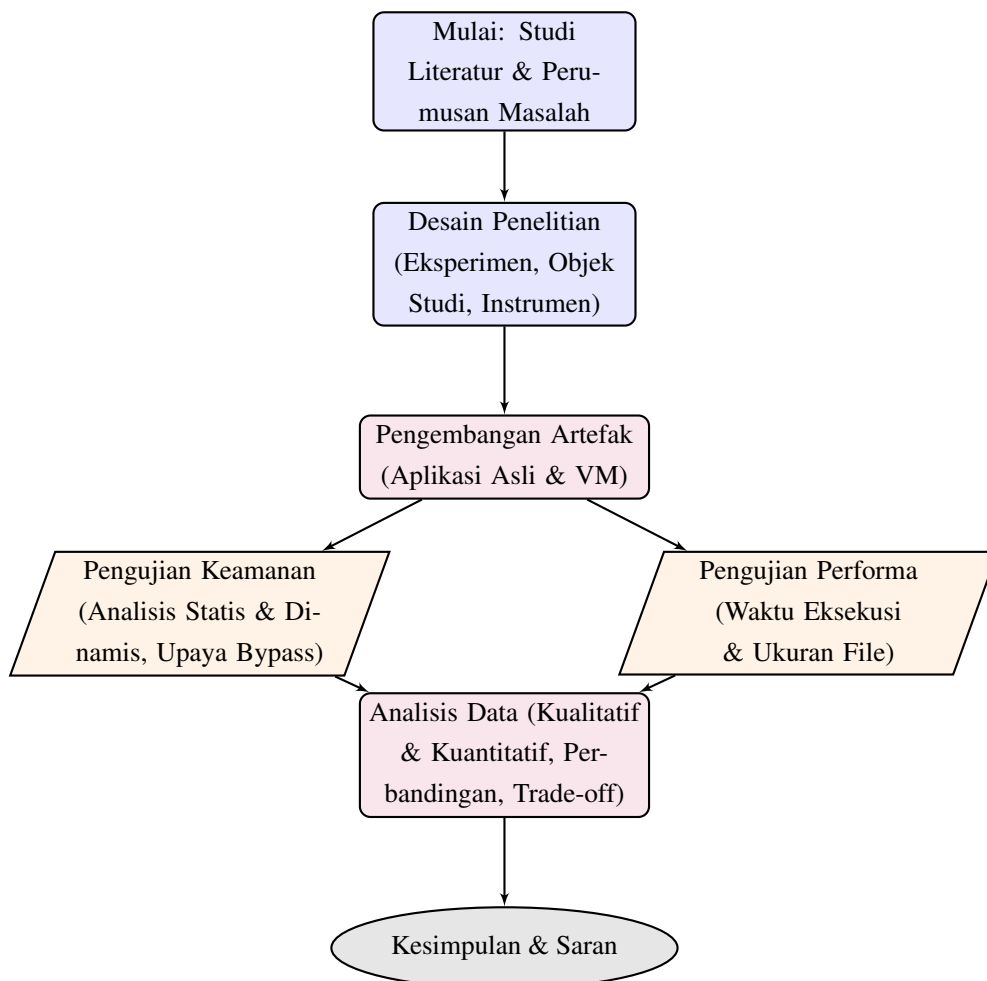 Mulai: Studi
Literatur & Peru-
musan Masalah
Desain Penelitian
(Eksperimen, Objek
Studi, Instrumen)
Pengembangan Artefak
(Aplikasi Asli & VM)
Pengujian Keamanan
(Analisis Statis & Di-
namis, Upaya Bypass)
Pengujian Performa
(Waktu Eksekusi
& Ukuran File)
Analisis Data (Kualitatif
& Kuantitatif, Per-
bandingan, Trade-off)
Kesimpulan & Saran